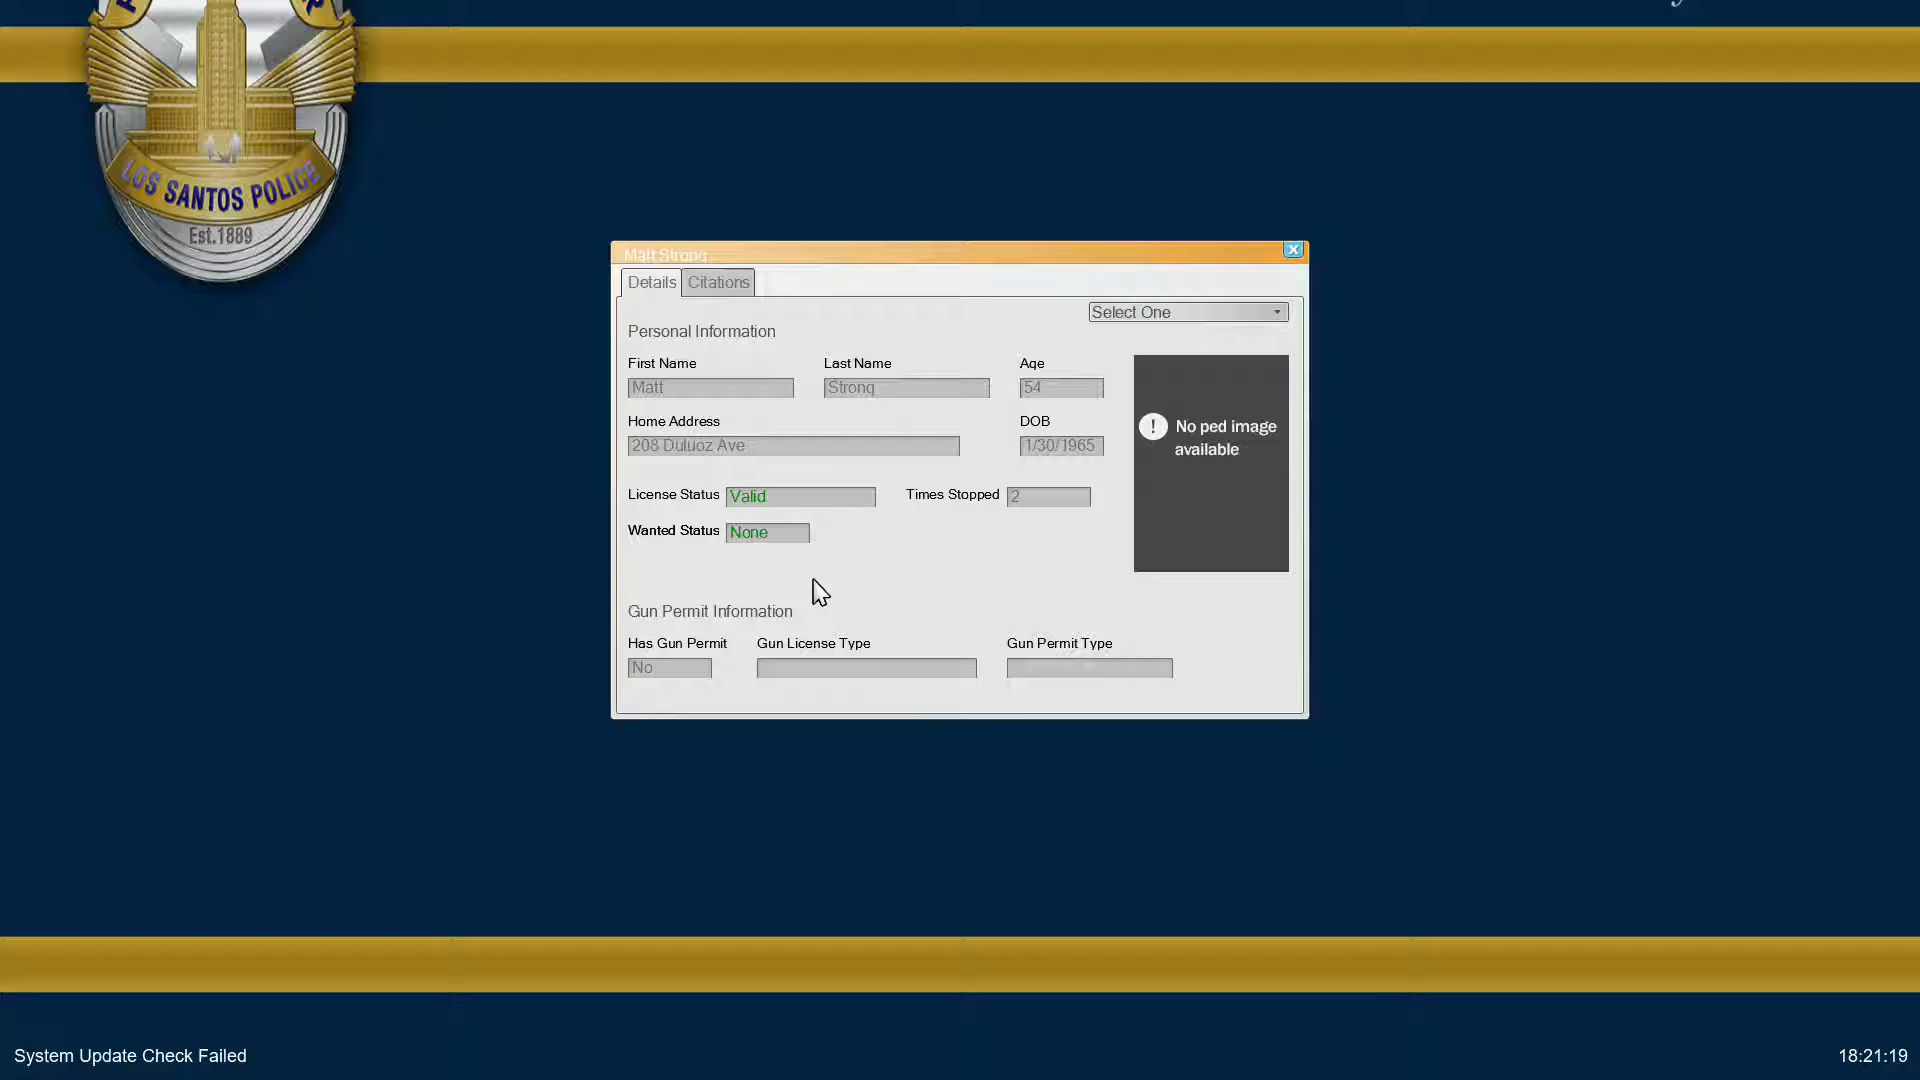 LOS SANTOS POLICE
Est.1889
Matt Strong
Details Citations
Select One
Personal Information
First Name Last Name Age
Matt Strong 54
Home Address DOB
208 Duluoz Ave 1/30/1965
! No ped image
available
License Status Valid Times Stopped 2
Wanted Status None
Gun Permit Information
Has Gun Permit Gun License Type Gun Permit Type
No
System Update Check Failed
18:21:19